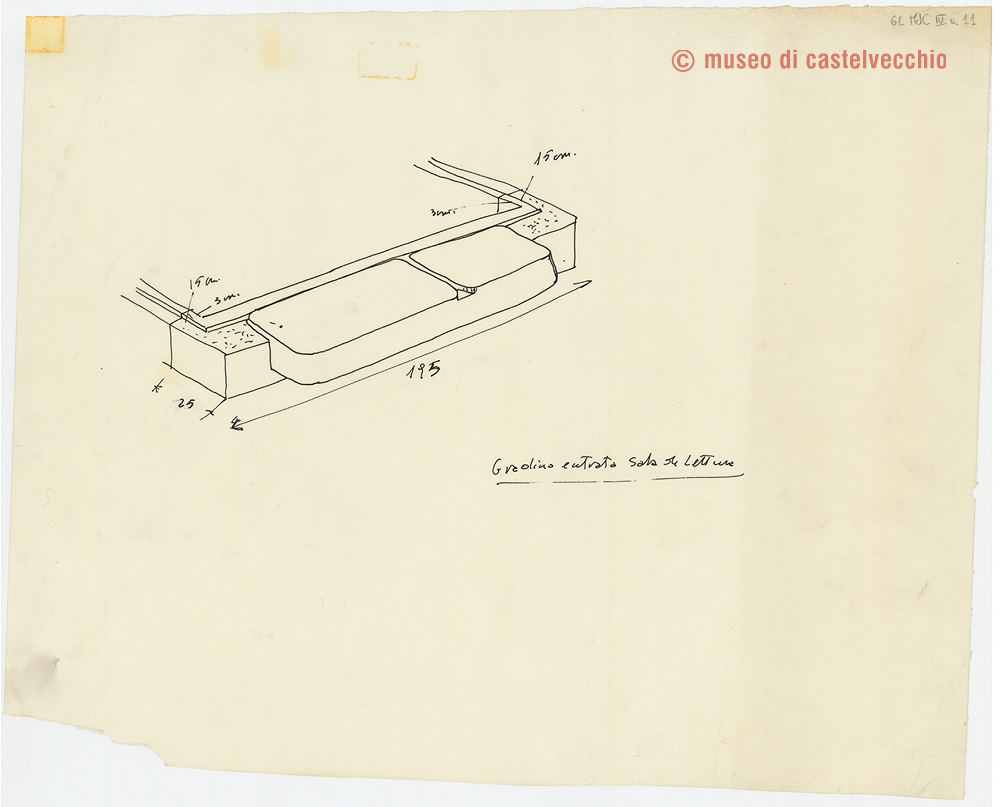 61 MdC IV a 11
© museo di castelvecchio
15 cm.
3 cm.
15 cm.
3 cm.
195
25
Gradino entrata Sala di Lettura